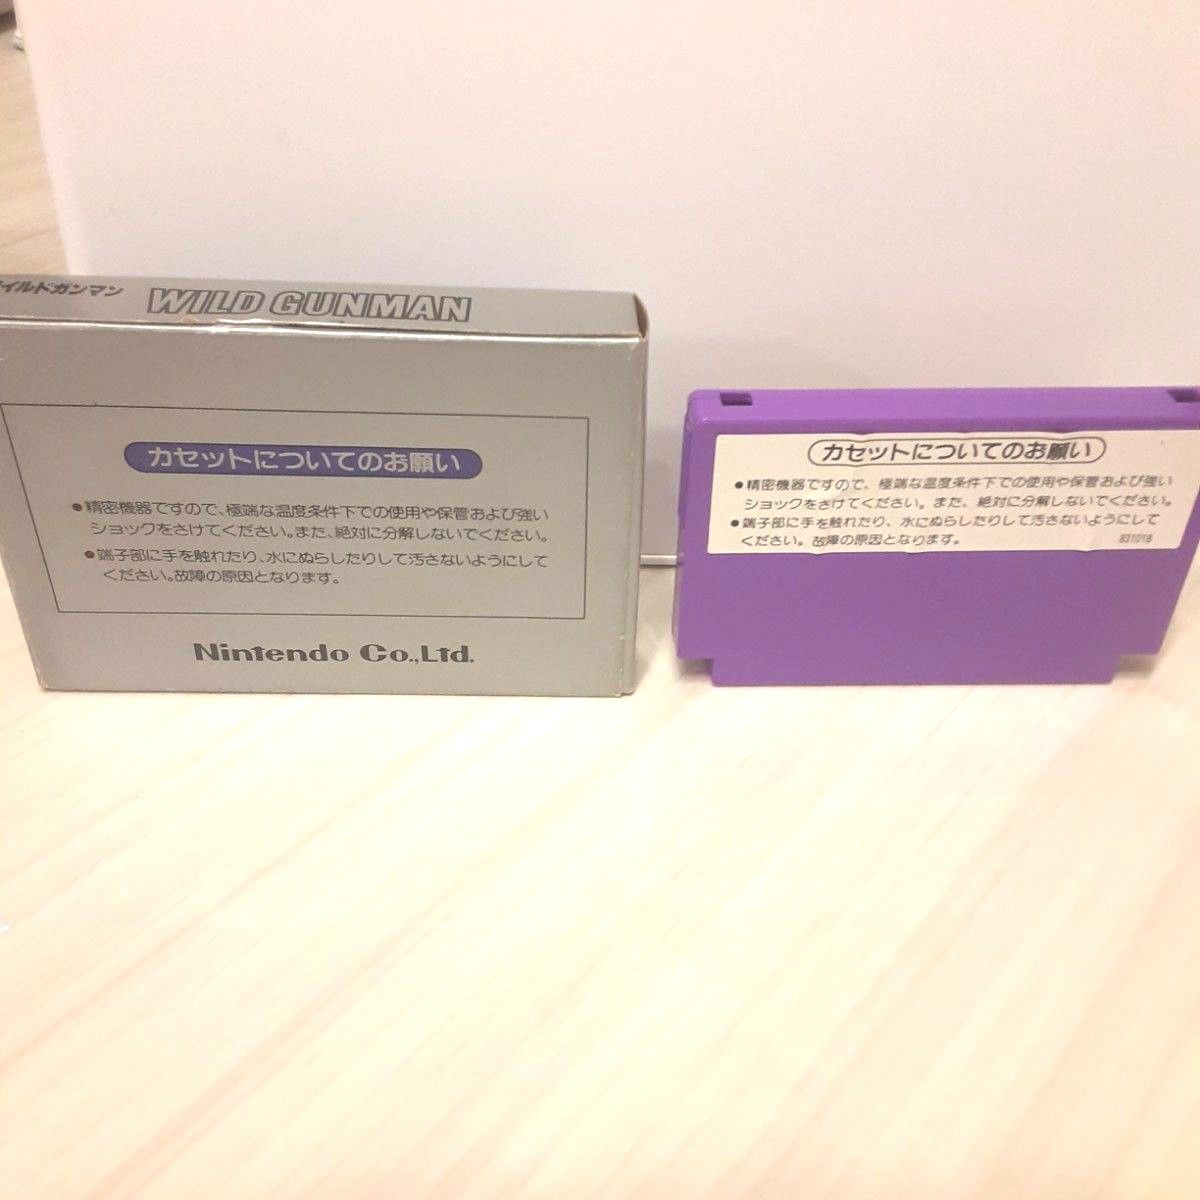 イルドガンマン WILD GUNMAN
カセットについてのお願い
●精密機器ですので、極端な温度条件下での使用や保管および強い
ショックをさけてください。また、絶対に分解しないでください。
●端子部に手を触れたり、水にぬらしたりして汚さないようにして
ください。故障の原因となります。
Nintendo Co.,Ltd.
カセットについてのお願い
●精密機器ですので、極端な温度条件下での使用や保管および強い
ショックをさけてください。また、絶対に分解しないでください。
●端子部に手を触れたり、水にぬらしたりして汚さないようにして
ください。故障の原因となります。
831018